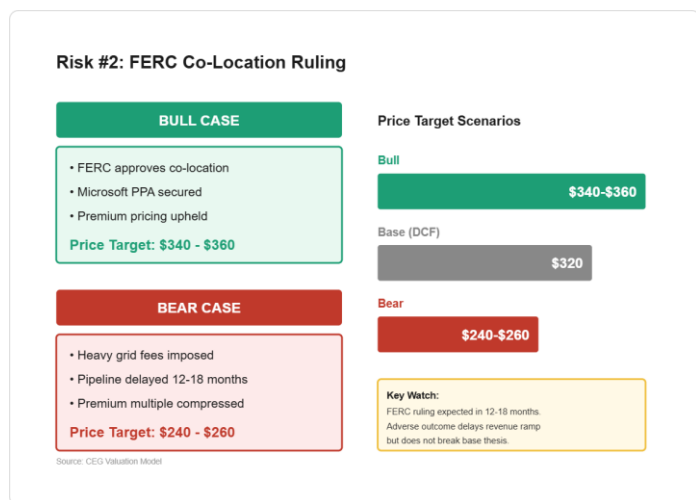 Risk #2: FERC Co-Location Ruling
BULL CASE
• FERC approves co-location
• Microsoft PPA secured
• Premium pricing upheld
Price Target: $340 - $360
BEAR CASE
• Heavy grid fees imposed
• Pipeline delayed 12-18 months
• Premium multiple compressed
Price Target: $240 - $260
Source: CEG Valuation Model
Price Target Scenarios
Bull
$340-$360
Base (DCF)
$320
Bear
$240-$260
Key Watch:
FERC ruling expected in 12-18 months.
Adverse outcome delays revenue ramp
but does not break base thesis.